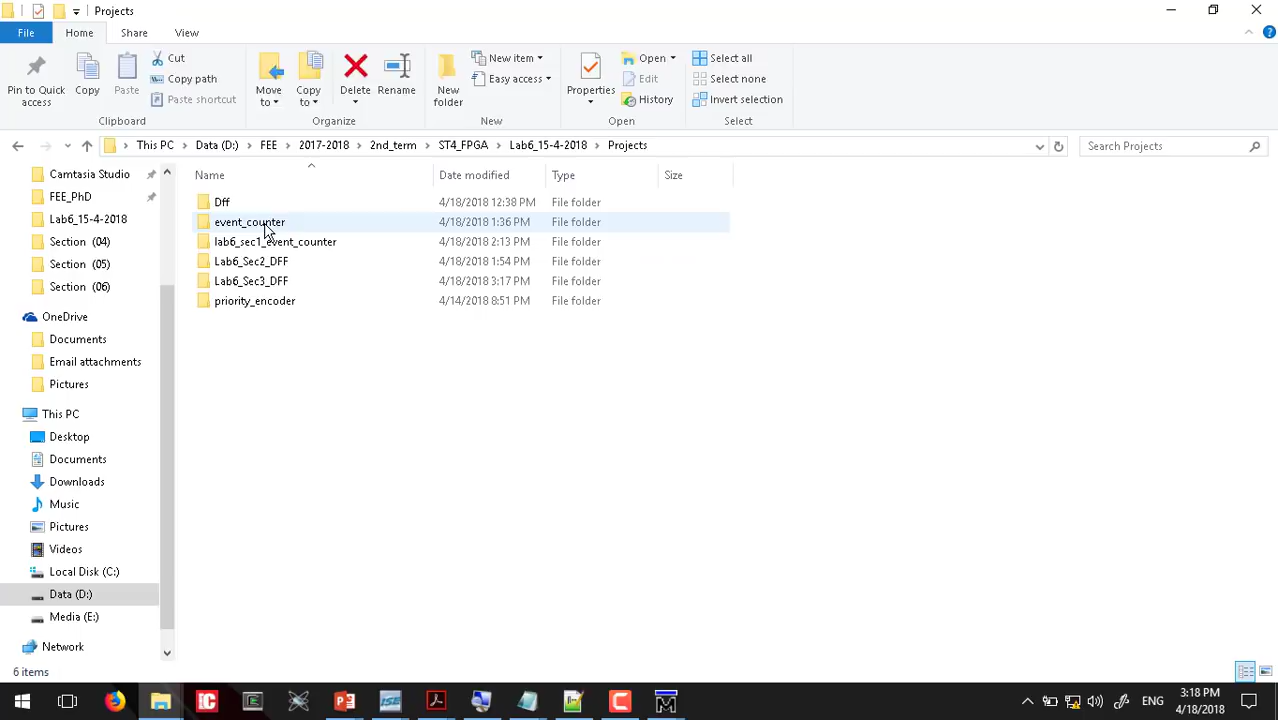 Projects
File
Home
Share
View
Pin to Quick access
Copy
Paste
Cut
Copy path
Paste shortcut
Clipboard
Move to
Copy to
Delete
Rename
Organize
New folder
New item
Easy access
New
Properties
Open
Edit
History
Open
Select all
Select none
Invert selection
Select
This PC > Data (D:) > FEE > 2017-2018 > 2nd_term > ST4_FPGA > Lab6_15-4-2018 > Projects
Search Projects
Camtasia Studio
FEE_PhD
Lab6_15-4-2018
Section (04)
Section (05)
Section (06)
OneDrive
Documents
Email attachments
Pictures
This PC
Desktop
Documents
Downloads
Music
Pictures
Videos
Local Disk (C:)
Data (D:)
Media (E:)
Network
Name Date modified Type Size
Dff 4/18/2018 12:38 PM File folder
event_counter 4/18/2018 1:36 PM File folder
lab6_sec1_event_counter 4/18/2018 2:13 PM File folder
Lab6_Sec2_DFF 4/18/2018 1:54 PM File folder
Lab6_Sec3_DFF 4/18/2018 3:17 PM File folder
priority_encoder 4/14/2018 8:51 PM File folder
6 items
ENG
3:18 PM
4/18/2018